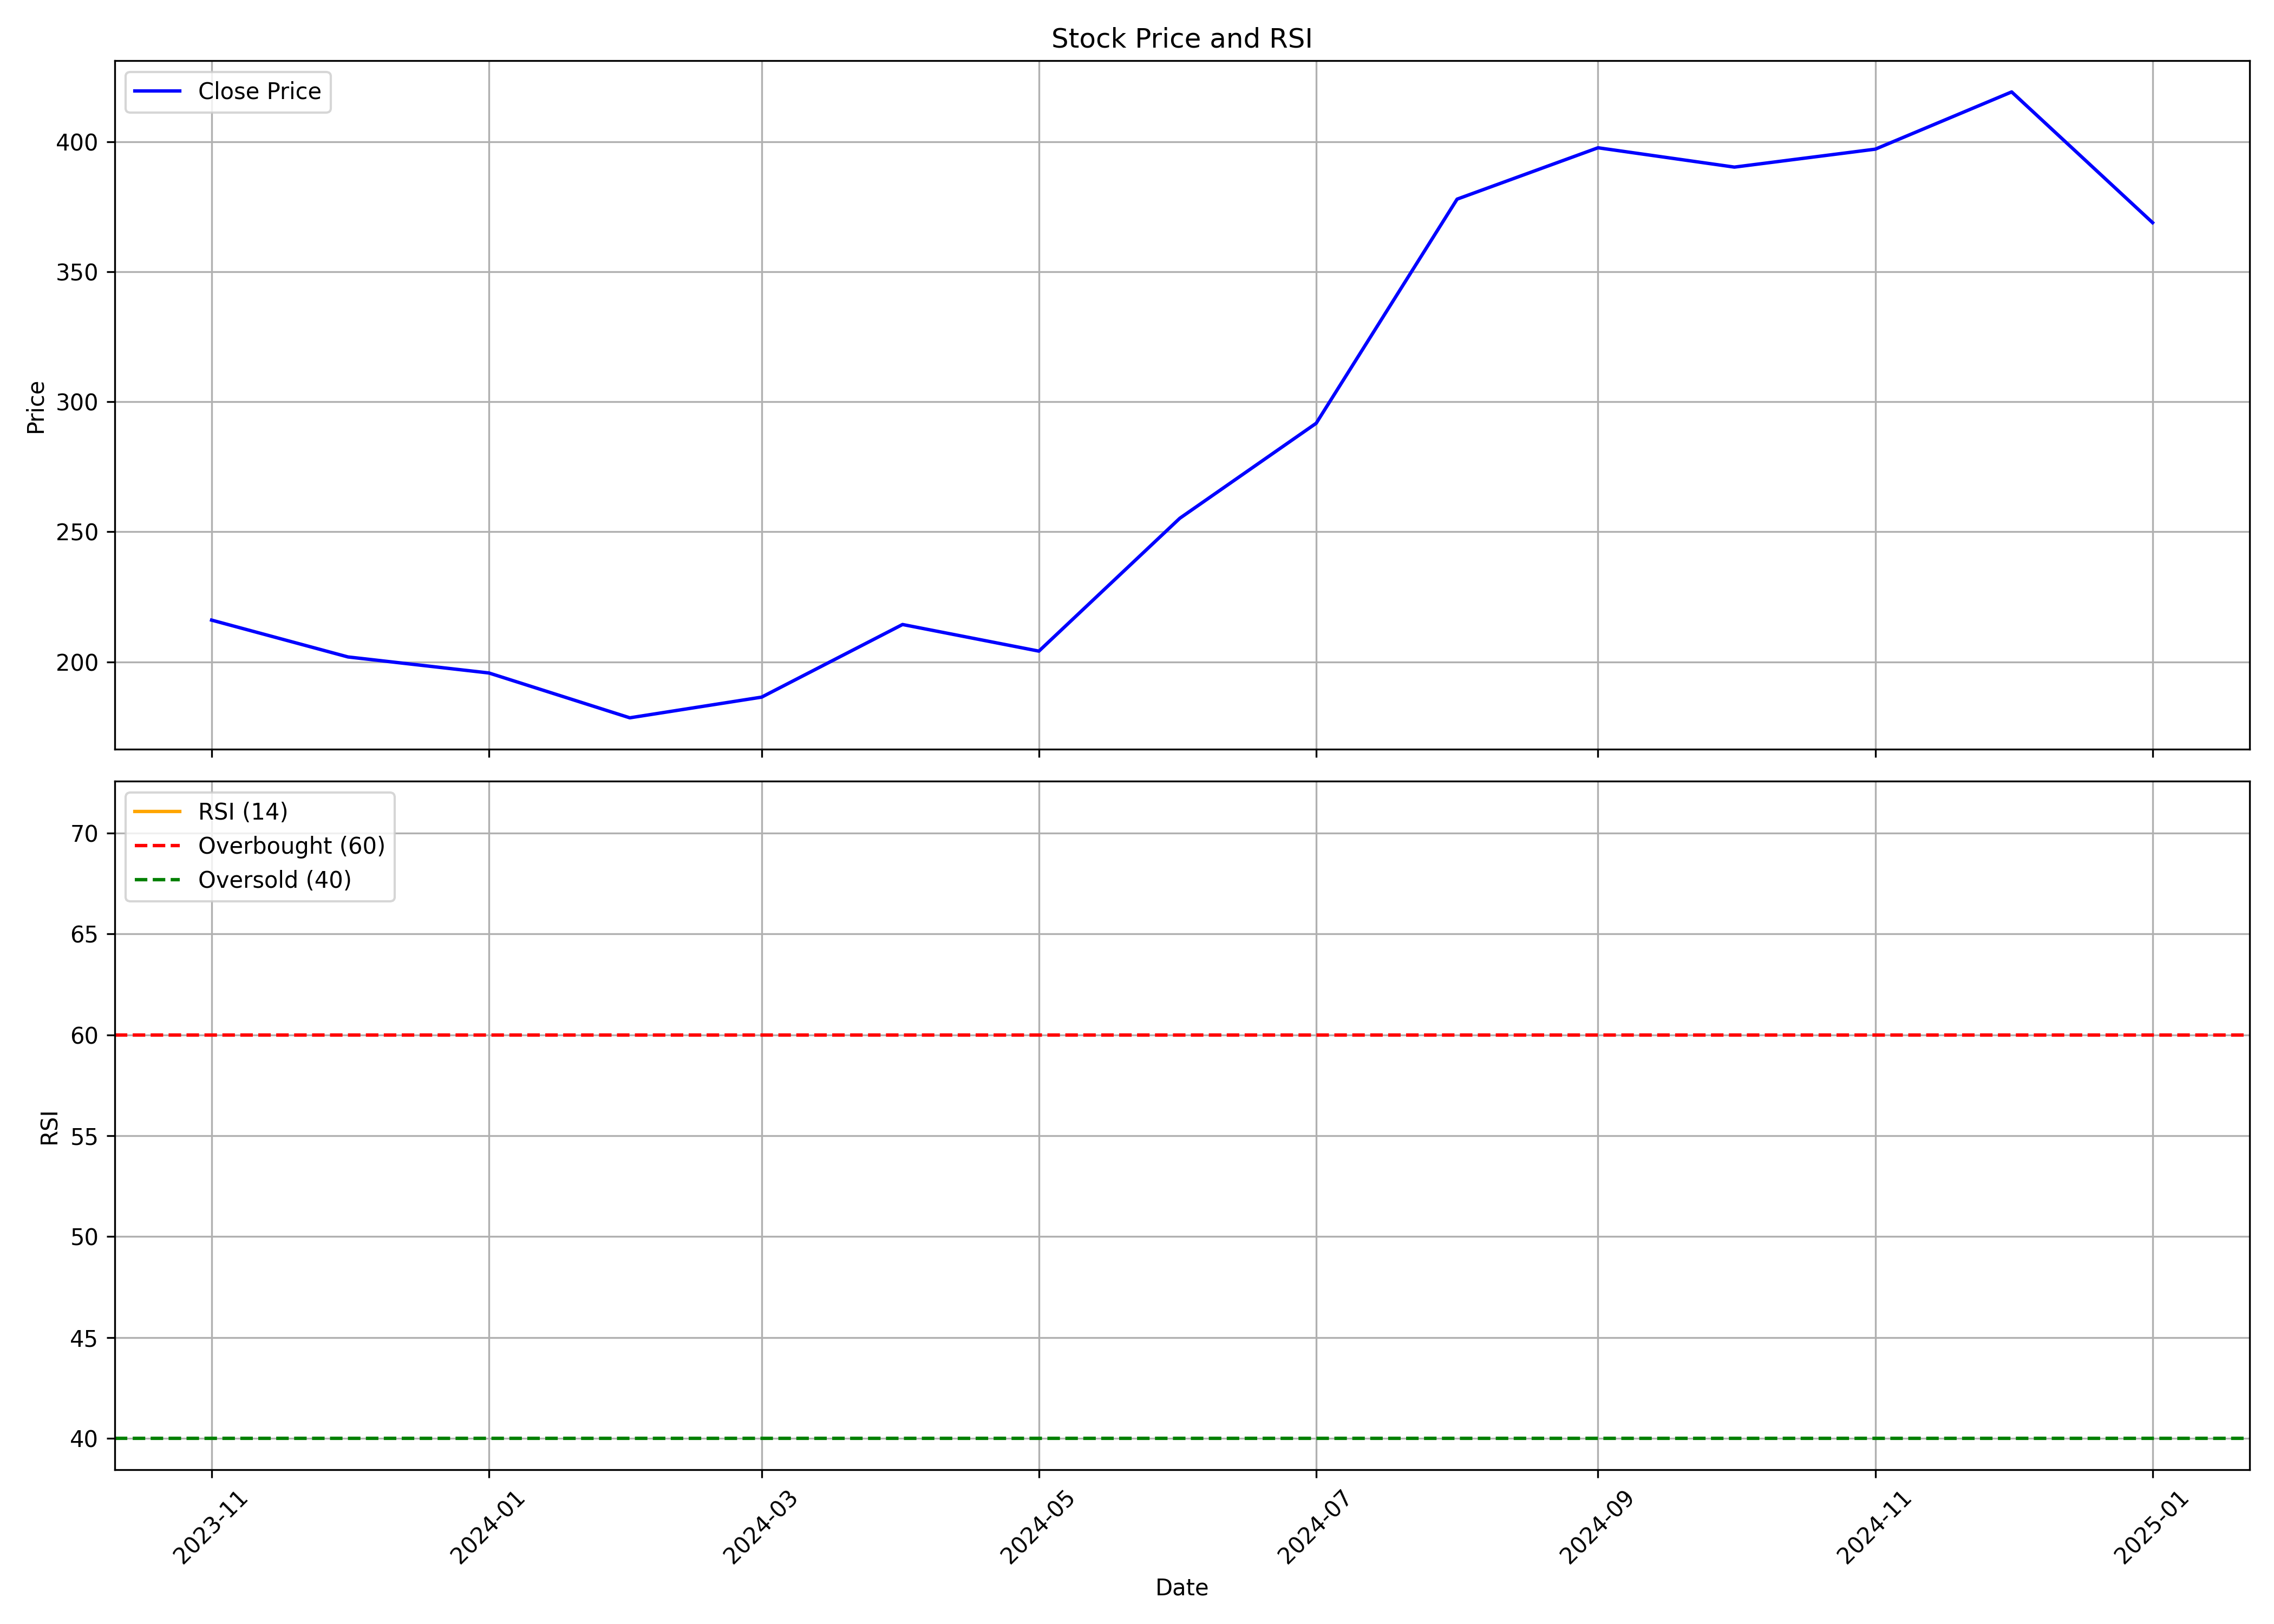 Stock Price and RSI
Close Price
400
350
300
250
200
Price
RSI (14)
Overbought (60)
Oversold (40)
70
65
60
55
50
45
40
RSI
2023-11
2024-01
2024-03
2024-05
2024-07
2024-09
2024-11
2025-01
Date